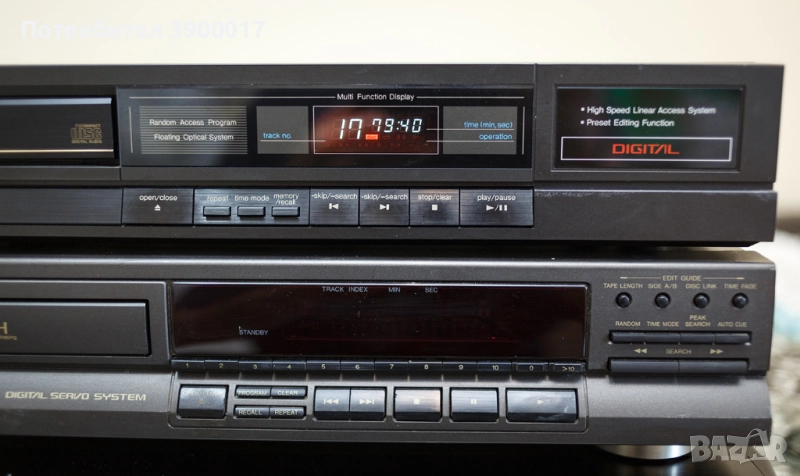 Потребител 3900017
Multi Function Display
Random Access Program
Floating Optical System
track no.
17 79:40
time (min, sec)
operation
• High Speed Linear Access System
• Preset Editing Function
DIGITAL
disc
DIGITAL AUDIO
open/close
repeat
time mode
memory/recall
-skip/-search
-skip/-search
stop/clear
play/pause
EDIT GUIDE
TAPE LENGTH SIDE A/B DISC LINK TIME FADE
RANDOM TIME MODE PEAK SEARCH AUTO CUE
SEARCH
TRACK INDEX MIN SEC
STANDBY
1 2 3 4 5 6 7 8 9 10 0 >10
H
DIGITAL SERVO SYSTEM
PROGRAM CLEAR
RECALL REPEAT
BAZAR